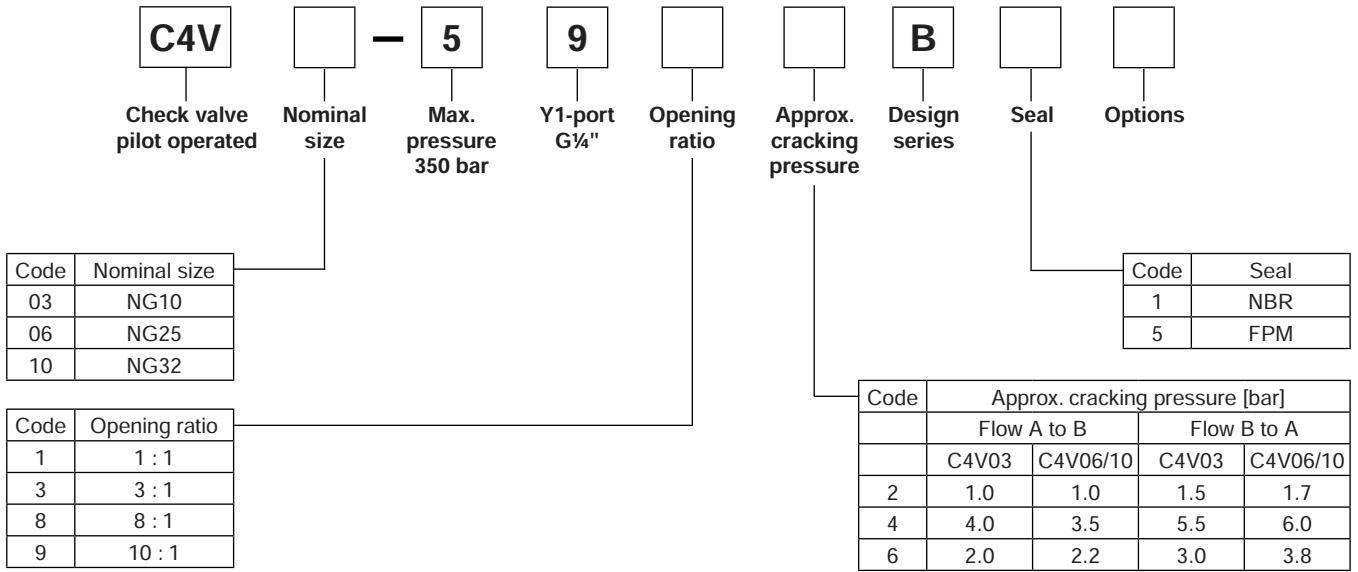 C4V – 5 9 B
Check valve pilot operated
Nominal size
Max. pressure 350 bar
Y1-port G¼"
Opening ratio
Approx. cracking pressure
Design series
Seal
Options
Code Nominal size
03 NG10
06 NG25
10 NG32
Code Opening ratio
1 1 : 1
3 3 : 1
8 8 : 1
9 10 : 1
Code Seal
1 NBR
5 FPM
Code Approx. cracking pressure [bar]
Flow A to B Flow B to A
C4V03 C4V06/10 C4V03 C4V06/10
2 1.0 1.0 1.5 1.7
4 4.0 3.5 5.5 6.0
6 2.0 2.2 3.0 3.8